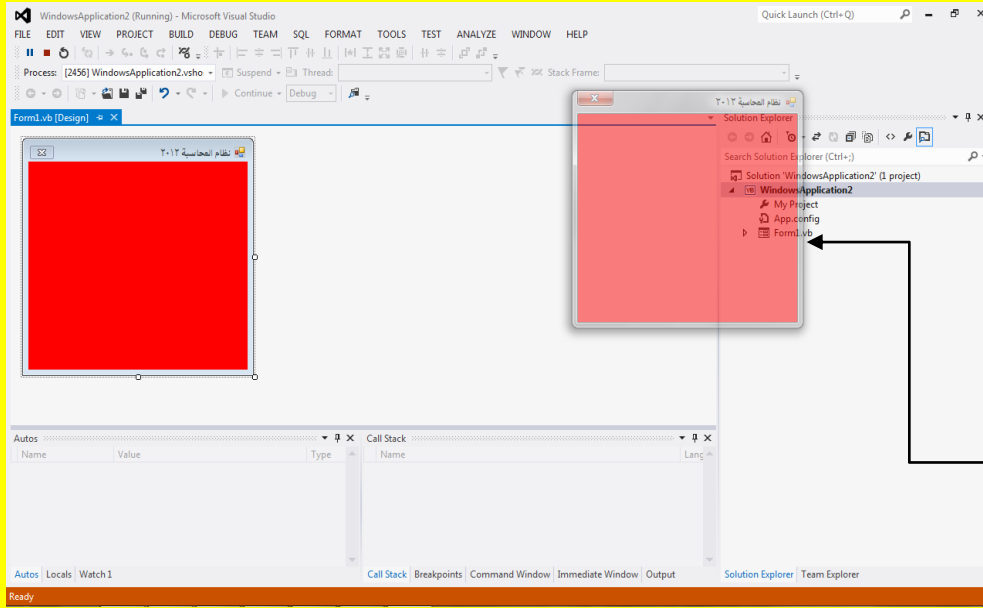 WindowsApplication2 (Running) - Microsoft Visual Studio
Quick Launch (Ctrl+Q)
FILE EDIT VIEW PROJECT BUILD DEBUG TEAM SQL FORMAT TOOLS TEST ANALYZE WINDOW HELP
Process: [2456] WindowsApplication2.vsho Suspend Thread: Stack Frame:
Continue Debug
نظام المحاسبة ٢٠١٣
Form1.vb [Design]
Solution Explorer
نظام المحاسبة ٢٠١٣
Search Solution Explorer (Ctrl+;)
Solution 'WindowsApplication2' (1 project)
WindowsApplication2
My Project
App.config
Form1.vb
Autos
Name Value Type
Call Stack
Name Lang
Autos Locals Watch 1
Call Stack Breakpoints Command Window Immediate Window Output
Solution Explorer Team Explorer
Ready